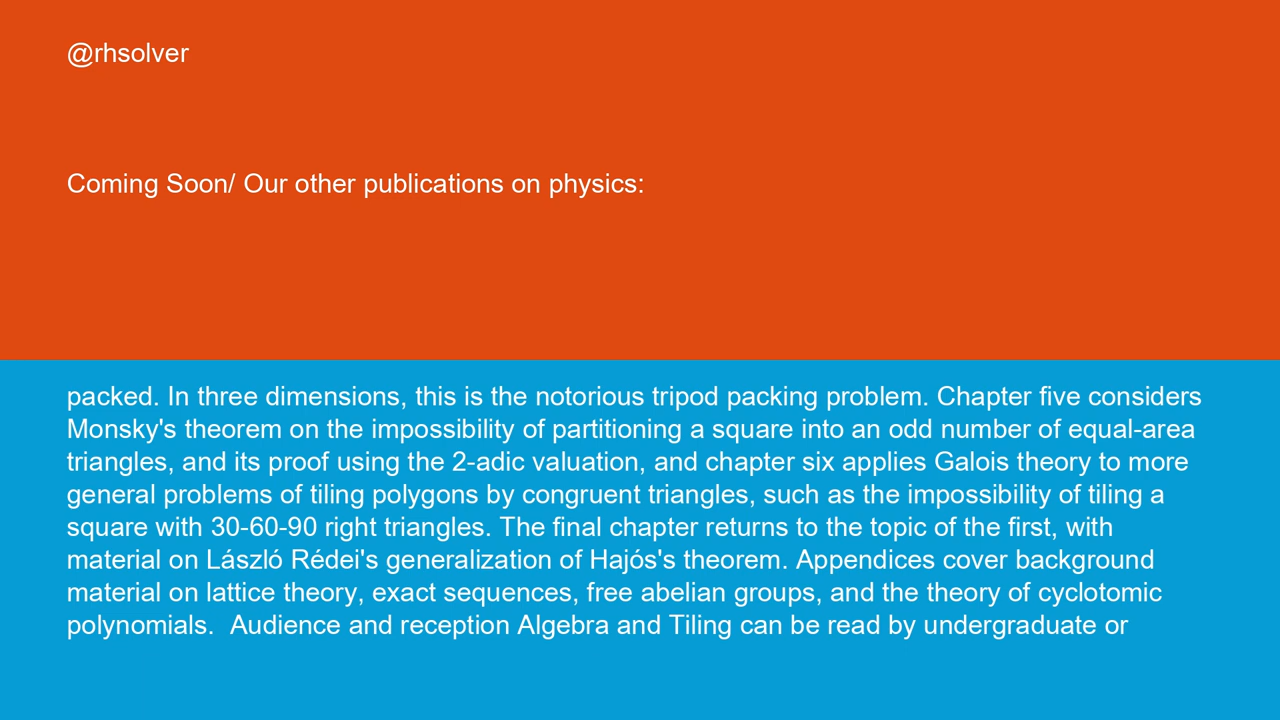 @rhsolver
Coming Soon/ Our other publications on physics:
packed. In three dimensions, this is the notorious tripod packing problem. Chapter five considers
Monsky's theorem on the impossibility of partitioning a square into an odd number of equal-area
triangles, and its proof using the 2-adic valuation, and chapter six applies Galois theory to more
general problems of tiling polygons by congruent triangles, such as the impossibility of tiling a
square with 30-60-90 right triangles. The final chapter returns to the topic of the first, with
material on László Rédei's generalization of Hajós's theorem. Appendices cover background
material on lattice theory, exact sequences, free abelian groups, and the theory of cyclotomic
polynomials.  Audience and reception Algebra and Tiling can be read by undergraduate or